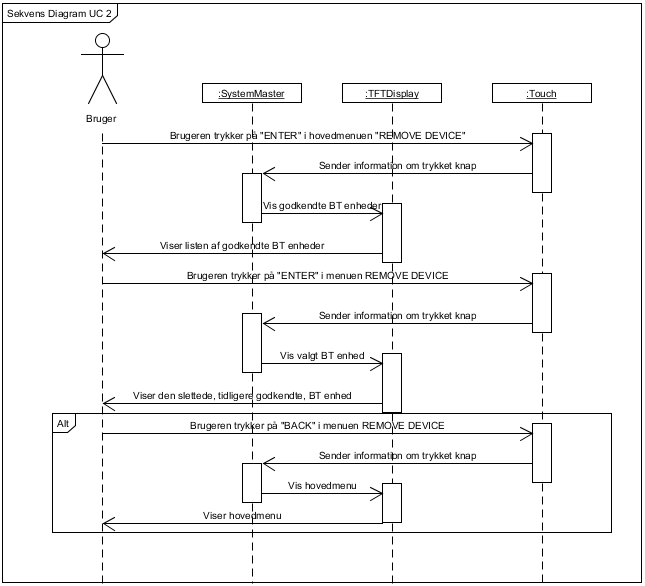 Sekvens Diagram UC 2
:SystemMaster
:TFTDisplay
:Touch
Bruger
Brugeren trykker på "ENTER" i hovedmenuen "REMOVE DEVICE"
Sender information om trykket knap
Vis godkendte BT enheder
Viser listen af godkendte BT enheder
Brugeren trykker på "ENTER" i menuen REMOVE DEVICE
Sender information om trykket knap
Vis valgt BT enhed
Viser den slettede, tidligere godkendte, BT enhed
Alt
Brugeren trykker på "BACK" i menuen REMOVE DEVICE
Sender information om trykket knap
Vis hovedmenu
Viser hovedmenu